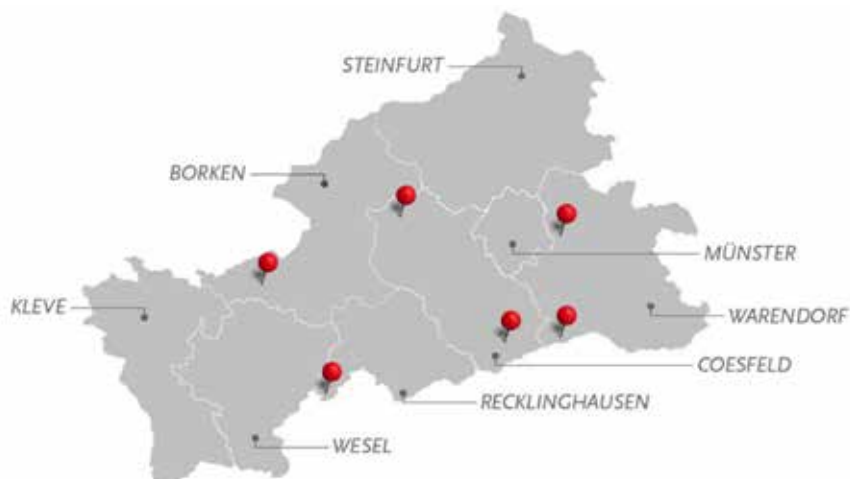 STEINFURT
BORKEN
MÜNSTER
KLEVE
WARENDORF
COESFELD
RECKLINGHAUSEN
WESEL